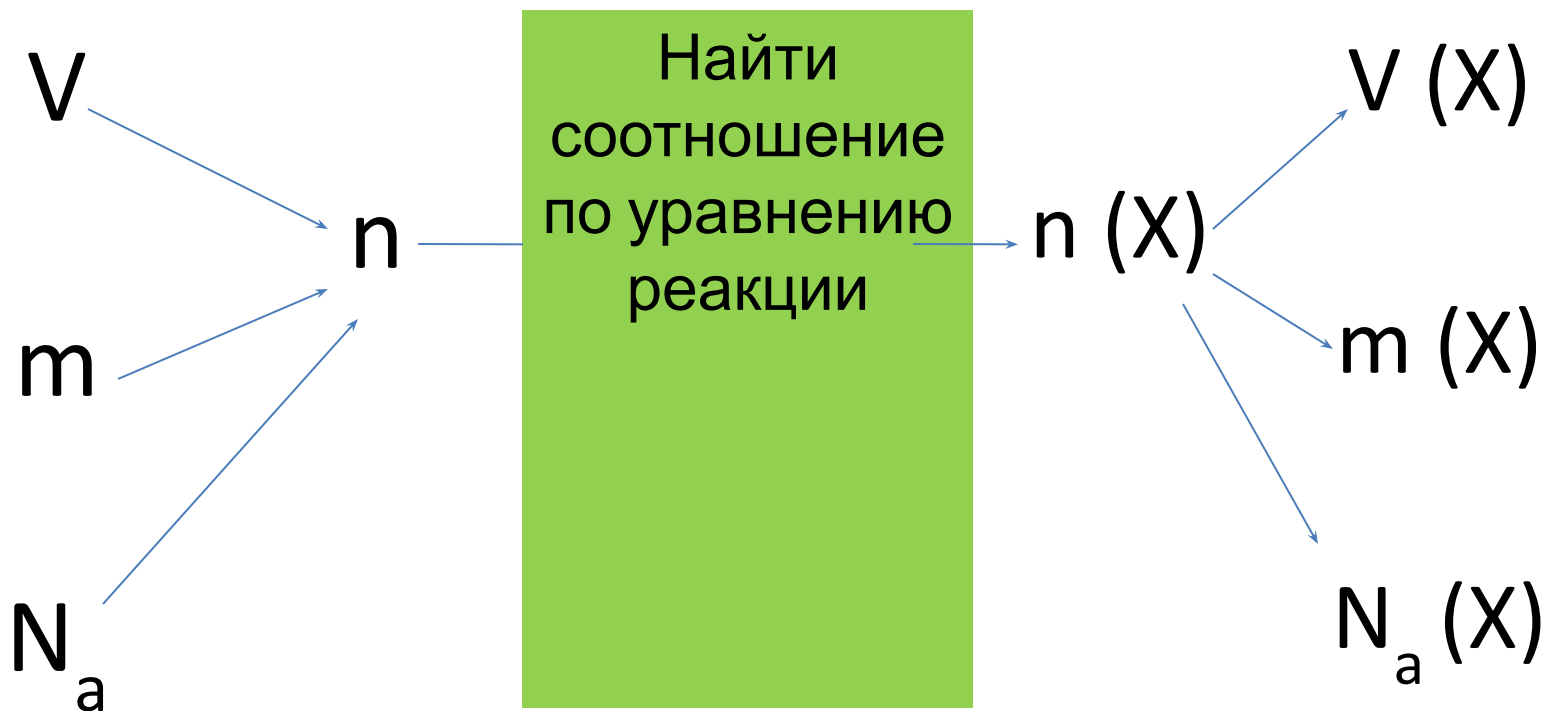 V
m
Nₐ
n
Найти
соотношение
по уравнению
реакции
n (X)
V (X)
m (X)
Nₐ (X)